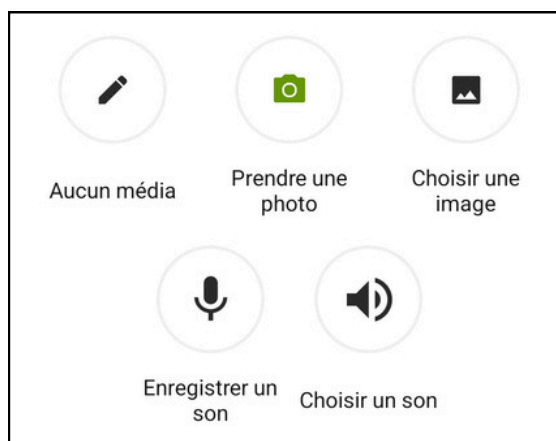 Aucun média
Prendre une
photo
Choisir une
image
Enregistrer un
son
Choisir un son